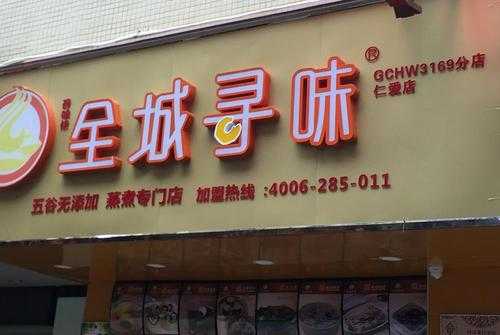 全城寻味®
GCHW3169分店
仁爱店
五谷无添加 蒸煮专门店 加盟热线:4006-285-011